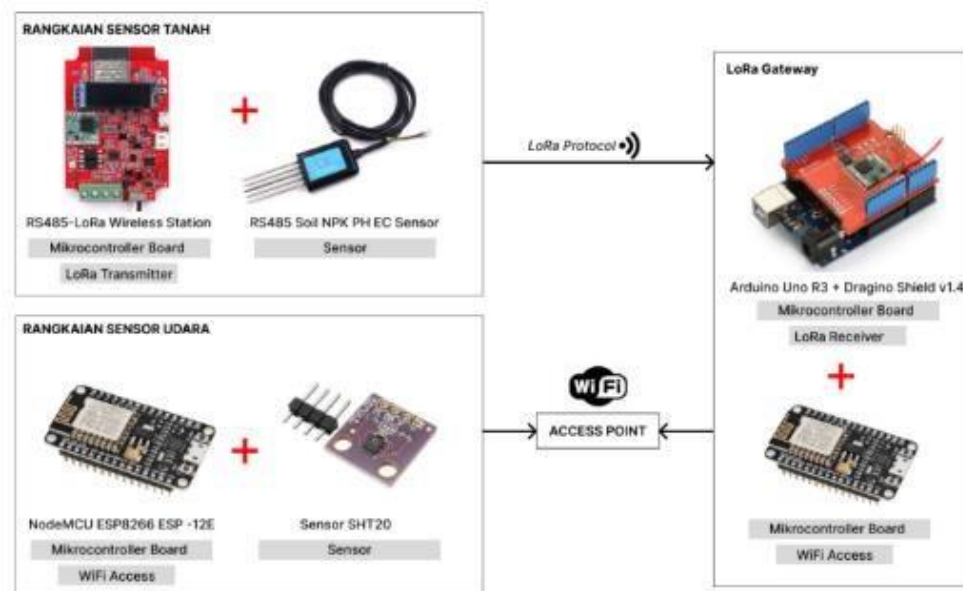 RANGKAIAN SENSOR TANAH
RS485-LoRa Wireless Station
Mikrocontroller Board
LoRa Transmitter
RS485 Soil NPK PH EC Sensor
Sensor
LoRa Protocol
LoRa Gateway
Arduino Uno R3 + Dragino Shield v1.4
Mikrocontroller Board
LoRa Receiver
RANGKAIAN SENSOR UDARA
NodeMCU ESP8266 ESP -12E
Mikrocontroller Board
WiFi Access
Sensor SHT20
Sensor
WiFi
ACCESS POINT
Mikrocontroller Board
WiFi Access